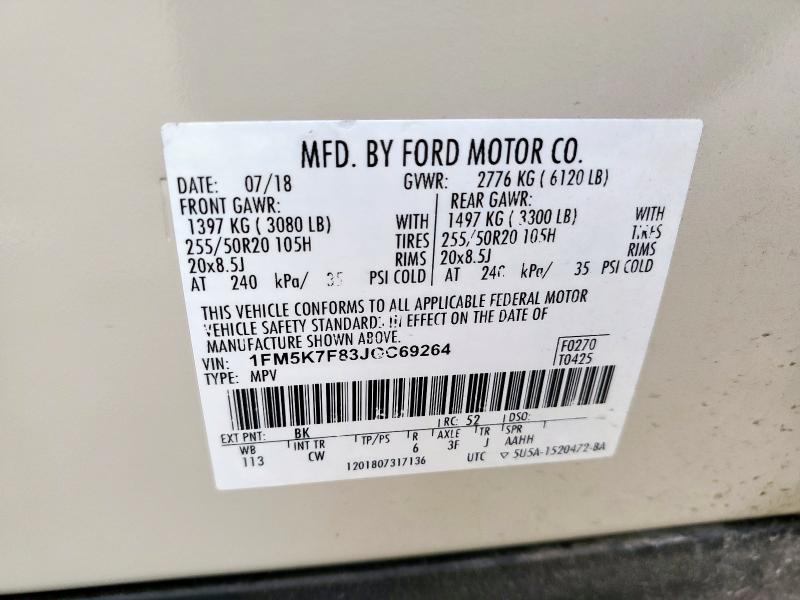 MFD. BY FORD MOTOR CO.
DATE: 07/18 GVWR: 2776 KG ( 6120 LB)
FRONT GAWR: REAR GAWR:
1397 KG ( 3080 LB) WITH 1497 KG ( 3300 LB) WITH
255/50R20 105H TIRES 255/50R20 105H TIRES
20x8.5J RIMS 20x8.5J RIMS
AT 240 kPa/ 35 PSI COLD AT 240 kPa/ 35 PSI COLD
THIS VEHICLE CONFORMS TO ALL APPLICABLE FEDERAL MOTOR
VEHICLE SAFETY STANDARDS IN EFFECT ON THE DATE OF
MANUFACTURE SHOWN ABOVE.
VIN: 1FM5K7F83JGC69264 F0270
TYPE: MPV T0425
EXT PNT: BK RC: 52 DSO:
WB INT TR TP/PS R AXLE TR SPR
113 CW 6 3F J AAHH
1201807317136 UTC ▽ 5U5A-1520472-BA